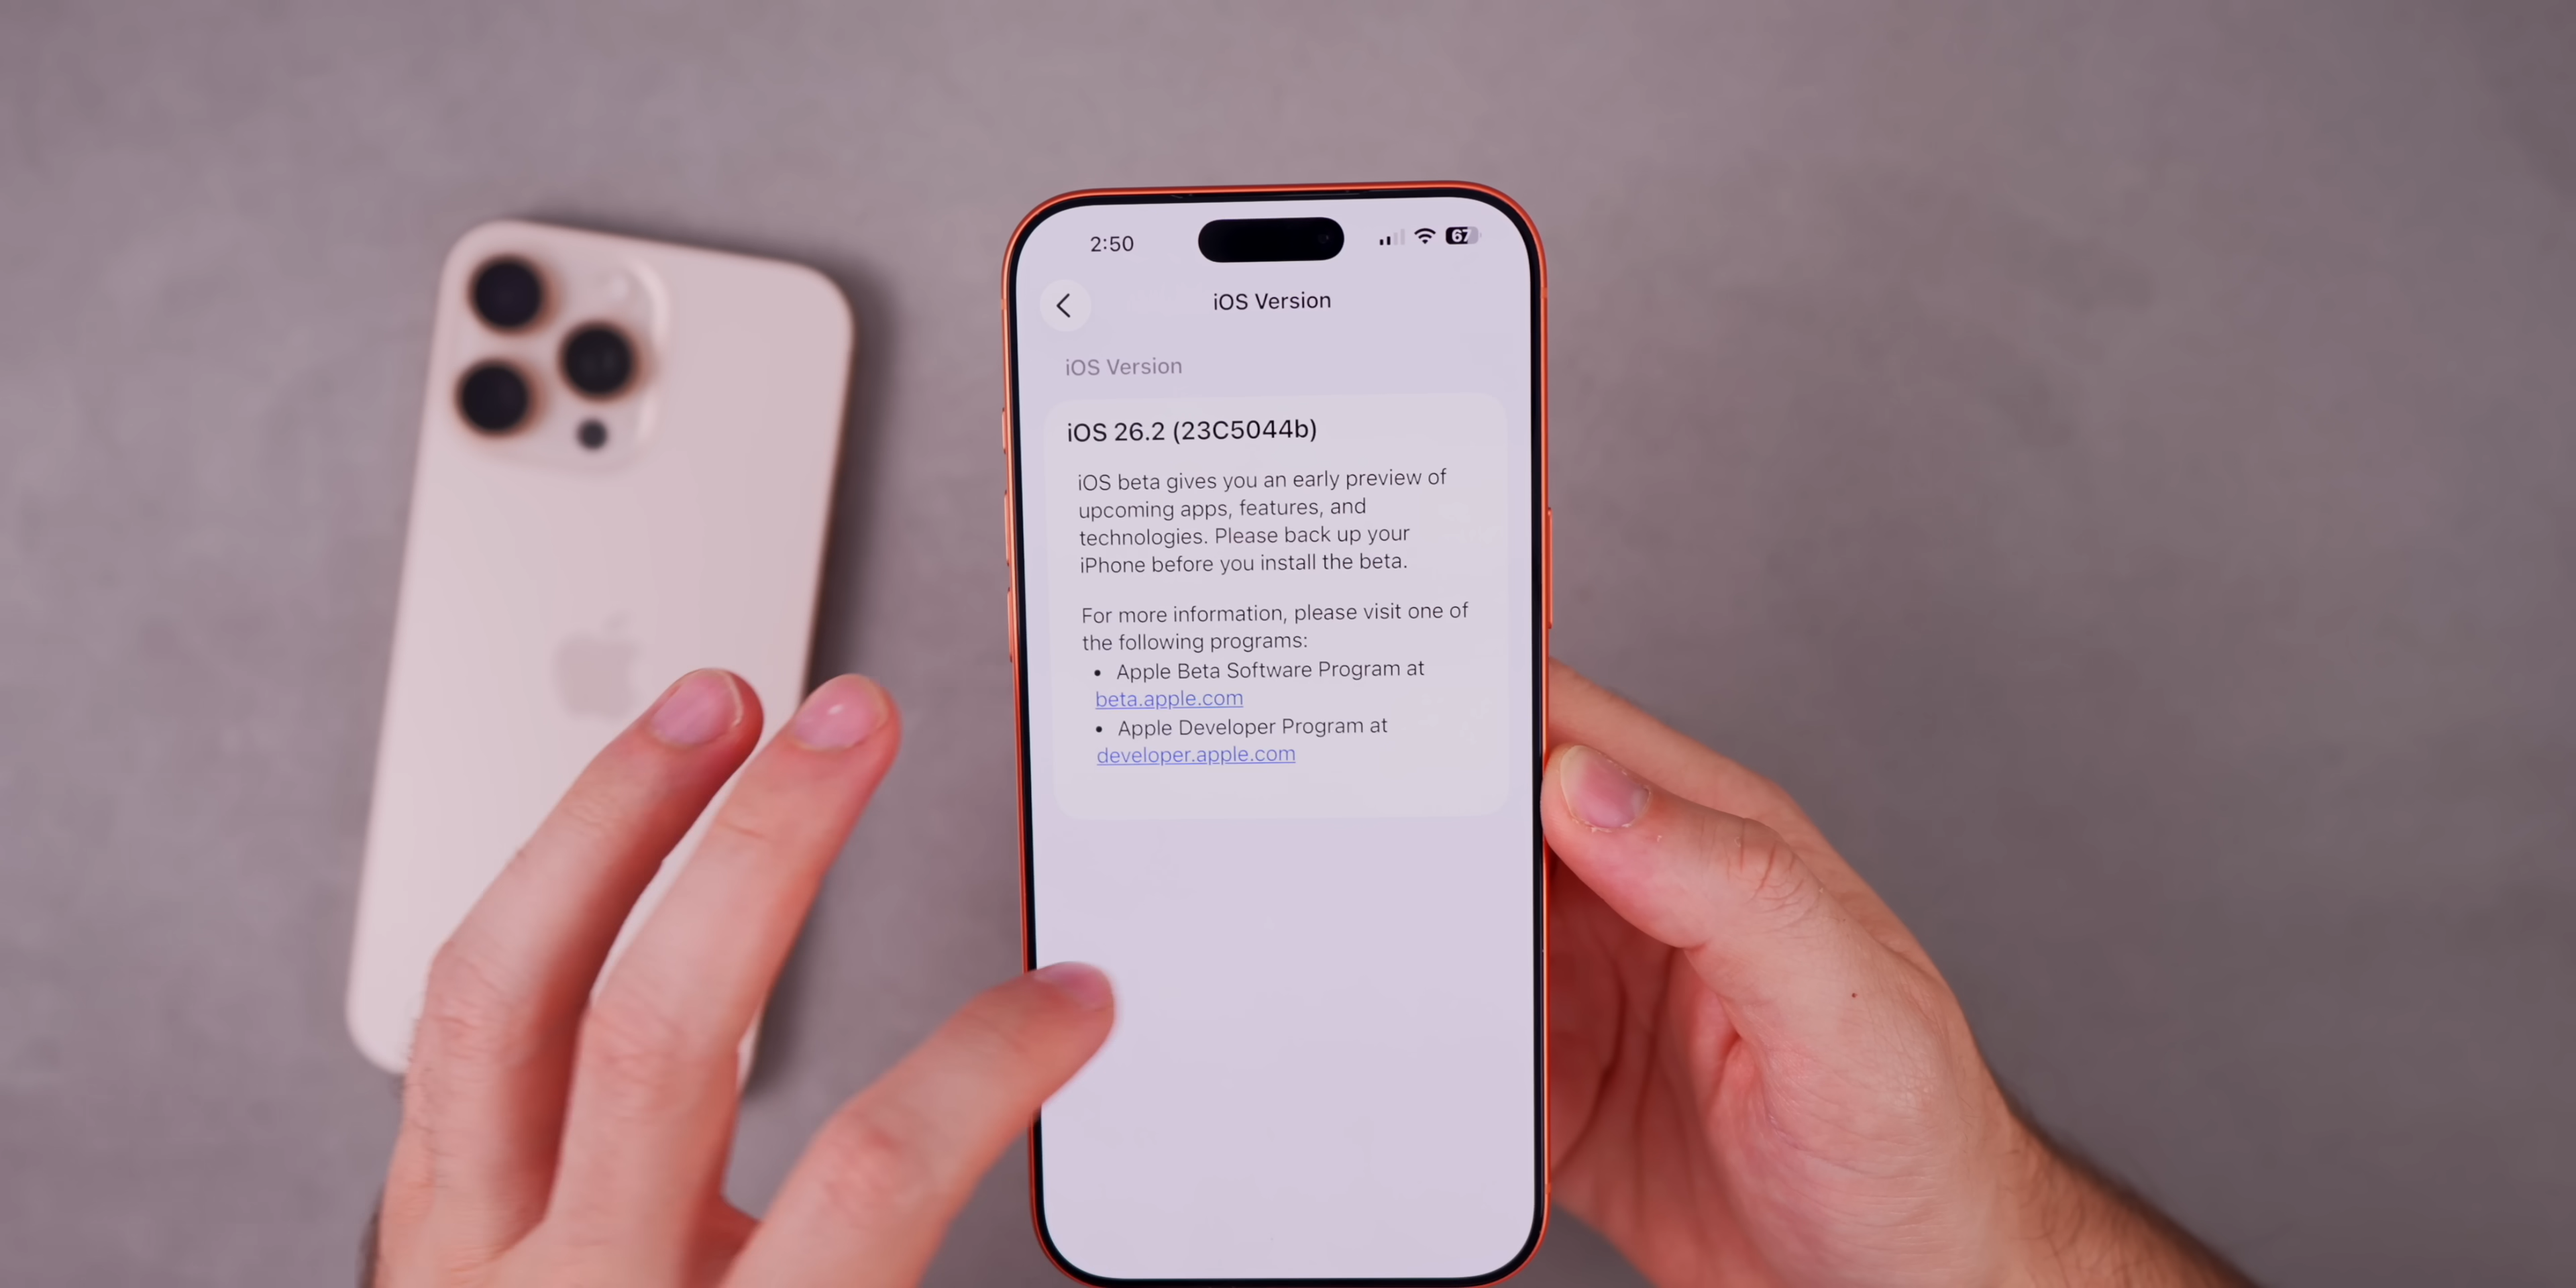 2:50
67
iOS Version
iOS Version
iOS 26.2 (23C5044b)
iOS beta gives you an early preview of
upcoming apps, features, and
technologies. Please back up your
iPhone before you install the beta.
For more information, please visit one of
the following programs:
• Apple Beta Software Program at
beta.apple.com
• Apple Developer Program at
developer.apple.com